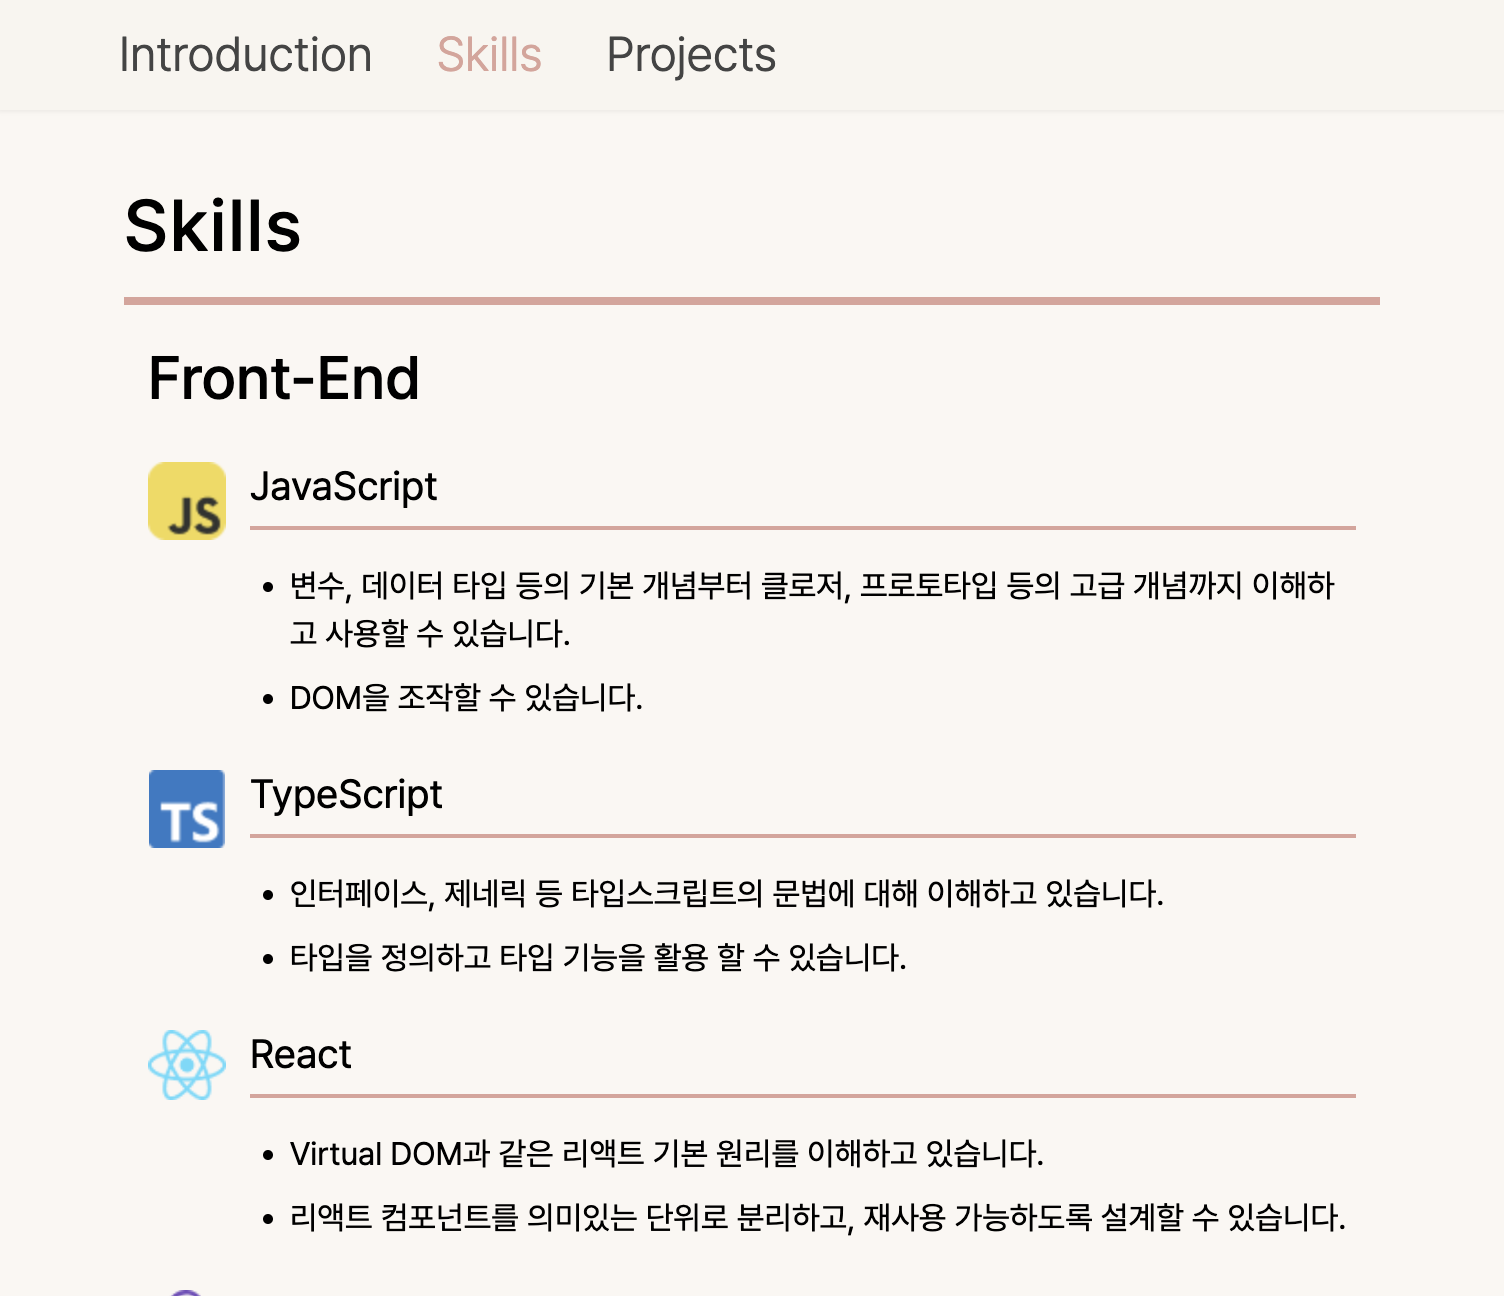 Introduction Skills Projects
Skills
Front-End
JS JavaScript
변수, 데이터 타입 등의 기본 개념부터 클로저, 프로토타입 등의 고급 개념까지 이해하
고 사용할 수 있습니다.
DOM을 조작할 수 있습니다.
TS TypeScript
인터페이스, 제네릭 등 타입스크립트의 문법에 대해 이해하고 있습니다.
타입을 정의하고 타입 기능을 활용 할 수 있습니다.
React
Virtual DOM과 같은 리액트 기본 원리를 이해하고 있습니다.
리액트 컴포넌트를 의미있는 단위로 분리하고, 재사용 가능하도록 설계할 수 있습니다.